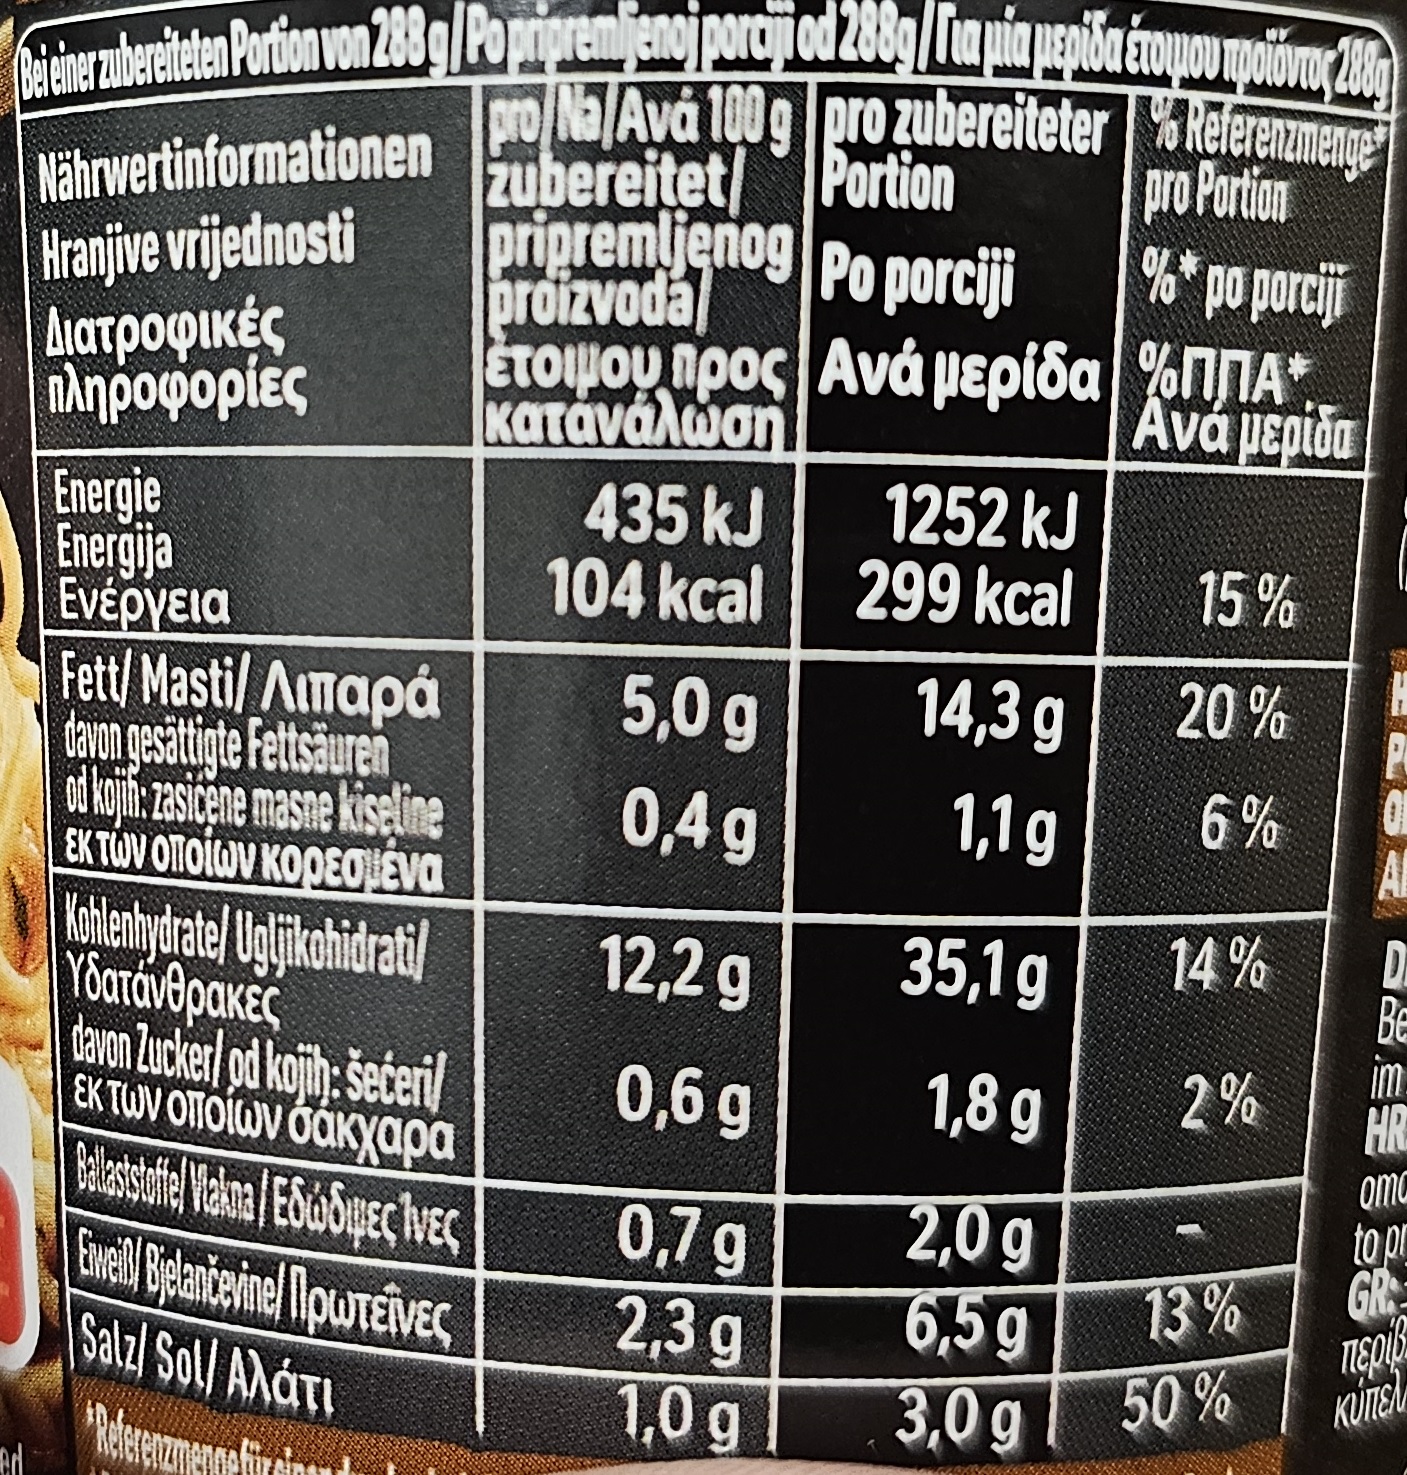 Bei einer zubereiteten Portion von 288 g/Po pripremljenoj porciji od 288g/Για μία μερίδα έτοιμου προϊόντος 288g
Nährwertinformationen
Hranjive vrijednosti
Διατροφικές
πληροφορίες
pro/Na/Ανά 100 g
zubereitet/
pripremljenog
proizvoda/
έτοιμου προς
κατανάλωση
pro zubereiteter
Portion
Po porciji
Ανά μερίδα
% Referenzmenge*
pro Portion
%* po porciji
%ΠΠΑ*
Ανά μερίδα
Energie
Energija
Ενέργεια
435 kJ 1252 kJ
104 kcal 299 kcal 15 %
Fett/ Masti/ Λιπαρά 5,0 g 14,3 g 20 %
davon gesättigte Fettsäuren
od kojih: zasićene masne kiseline 0,4 g 1,1 g 6 %
εκ των οποίων κορεσμένα
Kohlenhydrate/ Ugljikohidrati/ 12,2 g 35,1 g 14 %
Υδατάνθρακες
davon Zucker/ od kojih: šećeri/ 0,6 g 1,8 g 2 %
εκ των οποίων σάκχαρα
Ballaststoffe/ Vlakna / Εδώδιμες ίνες 0,7 g 2,0 g -
Eiweiß/ Bjelančevine/ Πρωτεΐνες 2,3 g 6,5 g 13 %
Salz/ Sol/ Αλάτι 1,0 g 3,0 g 50 %
*Referenzmenge für einen
HR
GR: